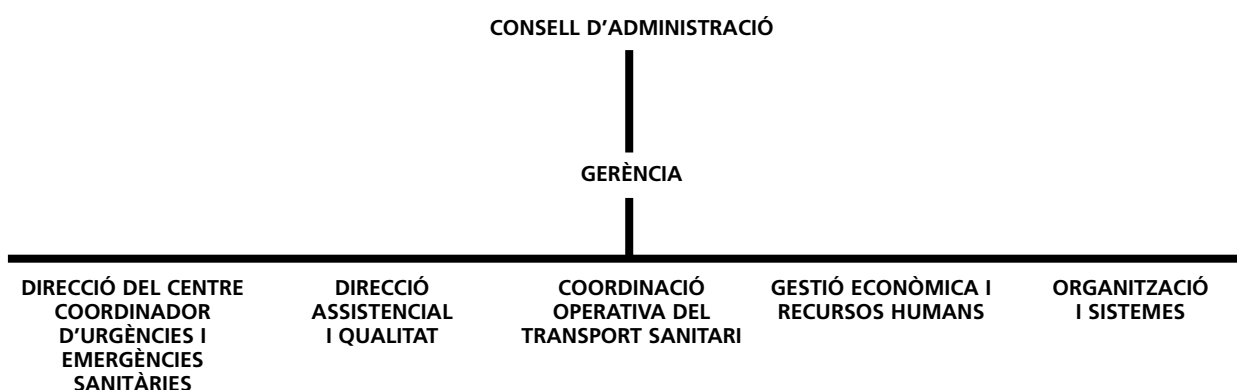 CONSELL D’ADMINISTRACIÓ
GERÈNCIA
DIRECCIÓ DEL CENTRE
COORDINADOR
D’URGÈNCIES I
EMERGÈNCIES
SANITÀRIES
DIRECCIÓ
ASSISTENCIAL
I QUALITAT
COORDINACIÓ
OPERATIVA DEL
TRANSPORT SANITARI
GESTIÓ ECONÒMICA I
RECURSOS HUMANS
ORGANITZACIÓ
I SISTEMES